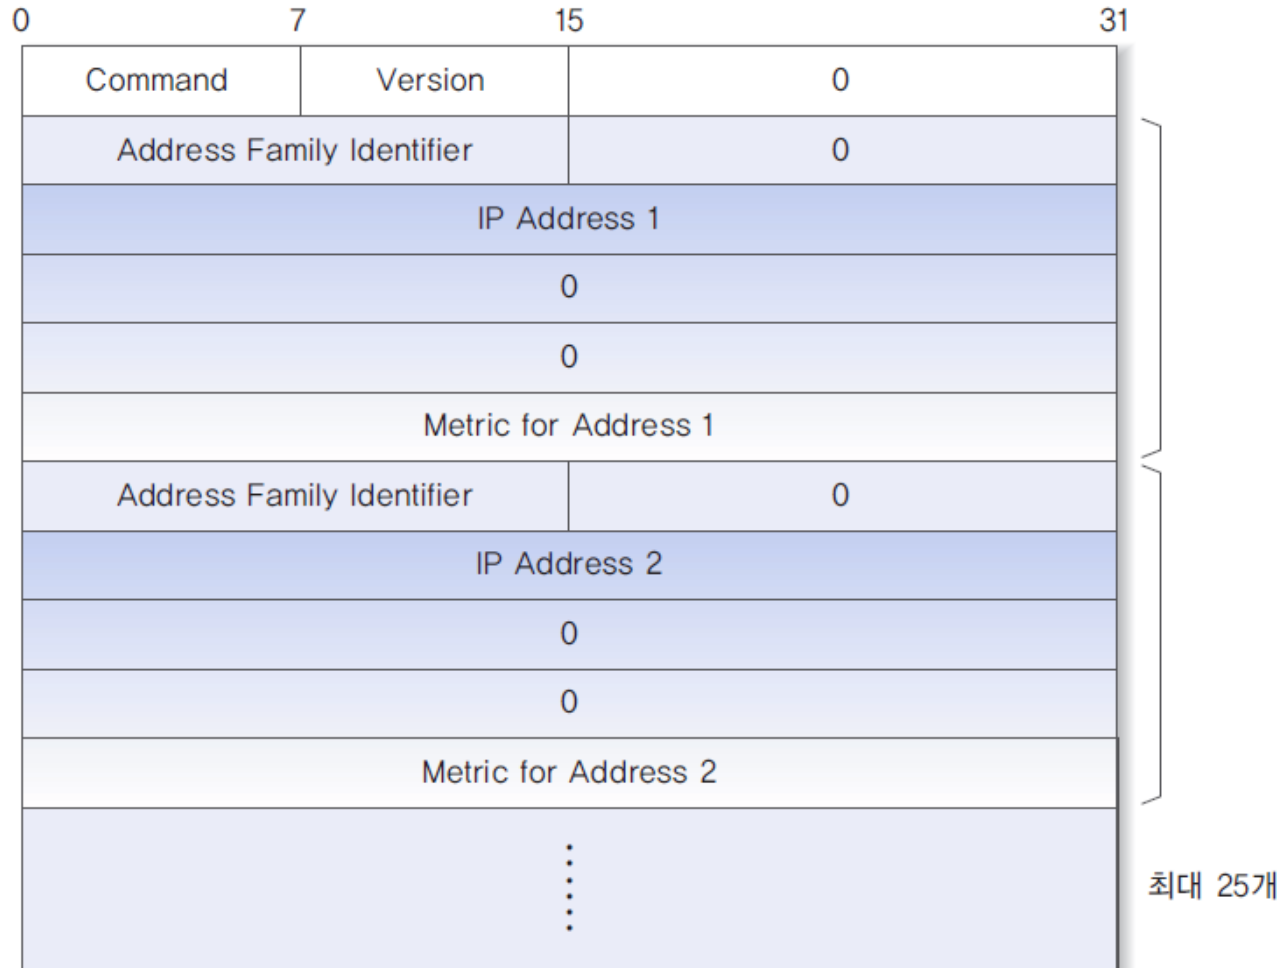 0 7 15 31
Command Version 0
Address Family Identifier 0
IP Address 1
0
0
Metric for Address 1
Address Family Identifier 0
IP Address 2
0
0
Metric for Address 2
최대 25개